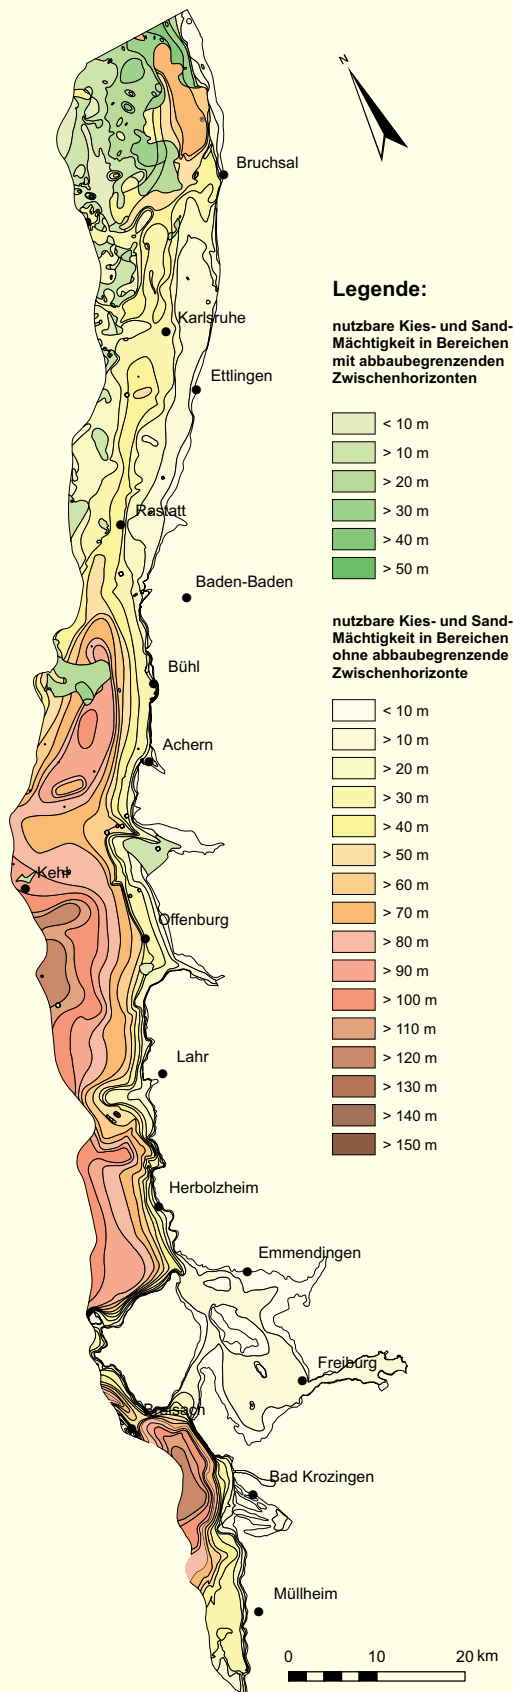 N
Bruchsal
Karlsruhe
Ettlingen
Rastatt
Baden-Baden
Bühl
Achern
Kehl
Offenburg
Lahr
Herbolzheim
Emmendingen
Freiburg
Breisach
Bad Krozingen
Müllheim
Legende:
nutzbare Kies- und Sand-
Mächtigkeit in Bereichen
mit abbaubegrenzenden
Zwischenhorizonten
< 10 m
> 10 m
> 20 m
> 30 m
> 40 m
> 50 m
nutzbare Kies- und Sand-
Mächtigkeit in Bereichen
ohne abbaubegrenzende
Zwischenhorizonte
< 10 m
> 10 m
> 20 m
> 30 m
> 40 m
> 50 m
> 60 m
> 70 m
> 80 m
> 90 m
> 100 m
> 110 m
> 120 m
> 130 m
> 140 m
> 150 m
0 10 20 km